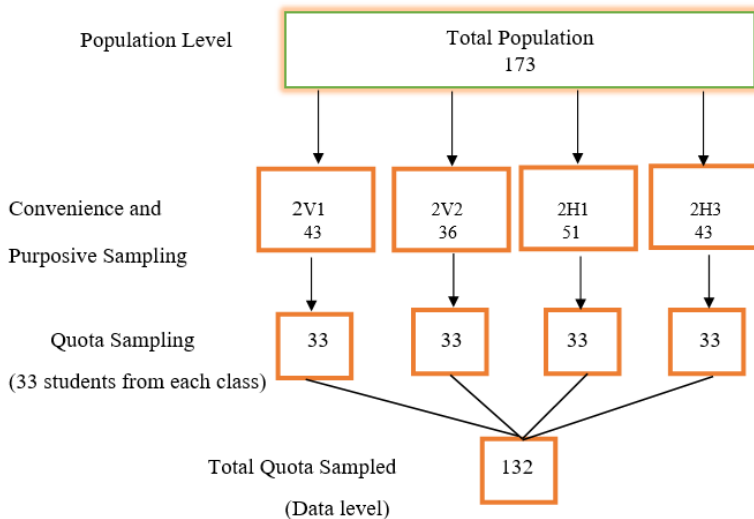 Population Level
Total Population
173
2V1
43
2V2
36
2H1
51
2H3
43
Convenience and
Purposive Sampling
Quota Sampling
(33 students from each class)
33
33
33
33
Total Quota Sampled
(Data level)
132